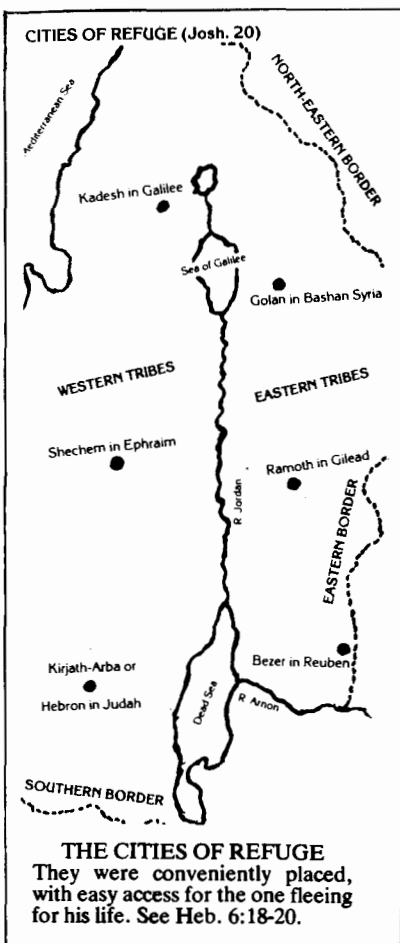 CITIES OF REFUGE (Josh. 20)
Mediterranean Sea
NORTH-EASTERN BORDER
Kadesh in Galilee
Sea of Galilee
Golan in Bashan Syria
WESTERN TRIBES
EASTERN TRIBES
Shechem in Ephraim
Ramoth in Gilead
R Jordan
EASTERN BORDER
Kirjath-Arba or
Hebron in Judah
Bezer in Reuben
Dead Sea
R Arnon
SOUTHERN BORDER
THE CITIES OF REFUGE
They were conveniently placed,
with easy access for the one fleeing
for his life. See Heb. 6:18-20.